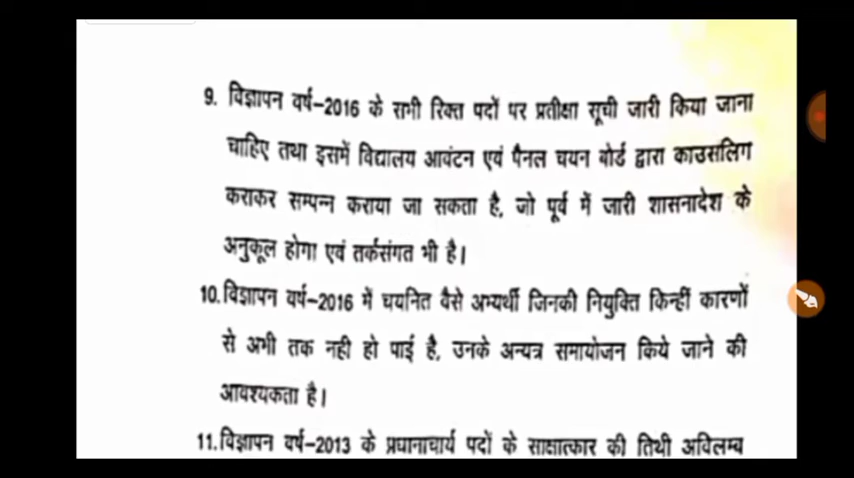 9. विज्ञापन वर्ष-2016 के सभी रिक्त पदों पर प्रतीक्षा सूची जारी किया जाना
चाहिए तथा इसमें विद्यालय आवंटन एवं पैनल चयन बोर्ड द्वारा काउसलिग
कराकर सम्पन्न कराया जा सकता है, जो पूर्व में जारी शासनादेश के
अनुकूल होगा एवं तर्कसंगत भी है।
10. विज्ञापन वर्ष-2016 में चयनित वैसे अभ्यर्थी जिनकी नियुक्ति किन्हीं कारणों
से अभी तक नही हो पाई है, उनके अन्यत्र समायोजन किये जाने की
आवश्यकता है।
11. विज्ञापन वर्ष-2013 के प्रधानाचार्य पदों के साक्षात्कार की तिथी अविलम्ब